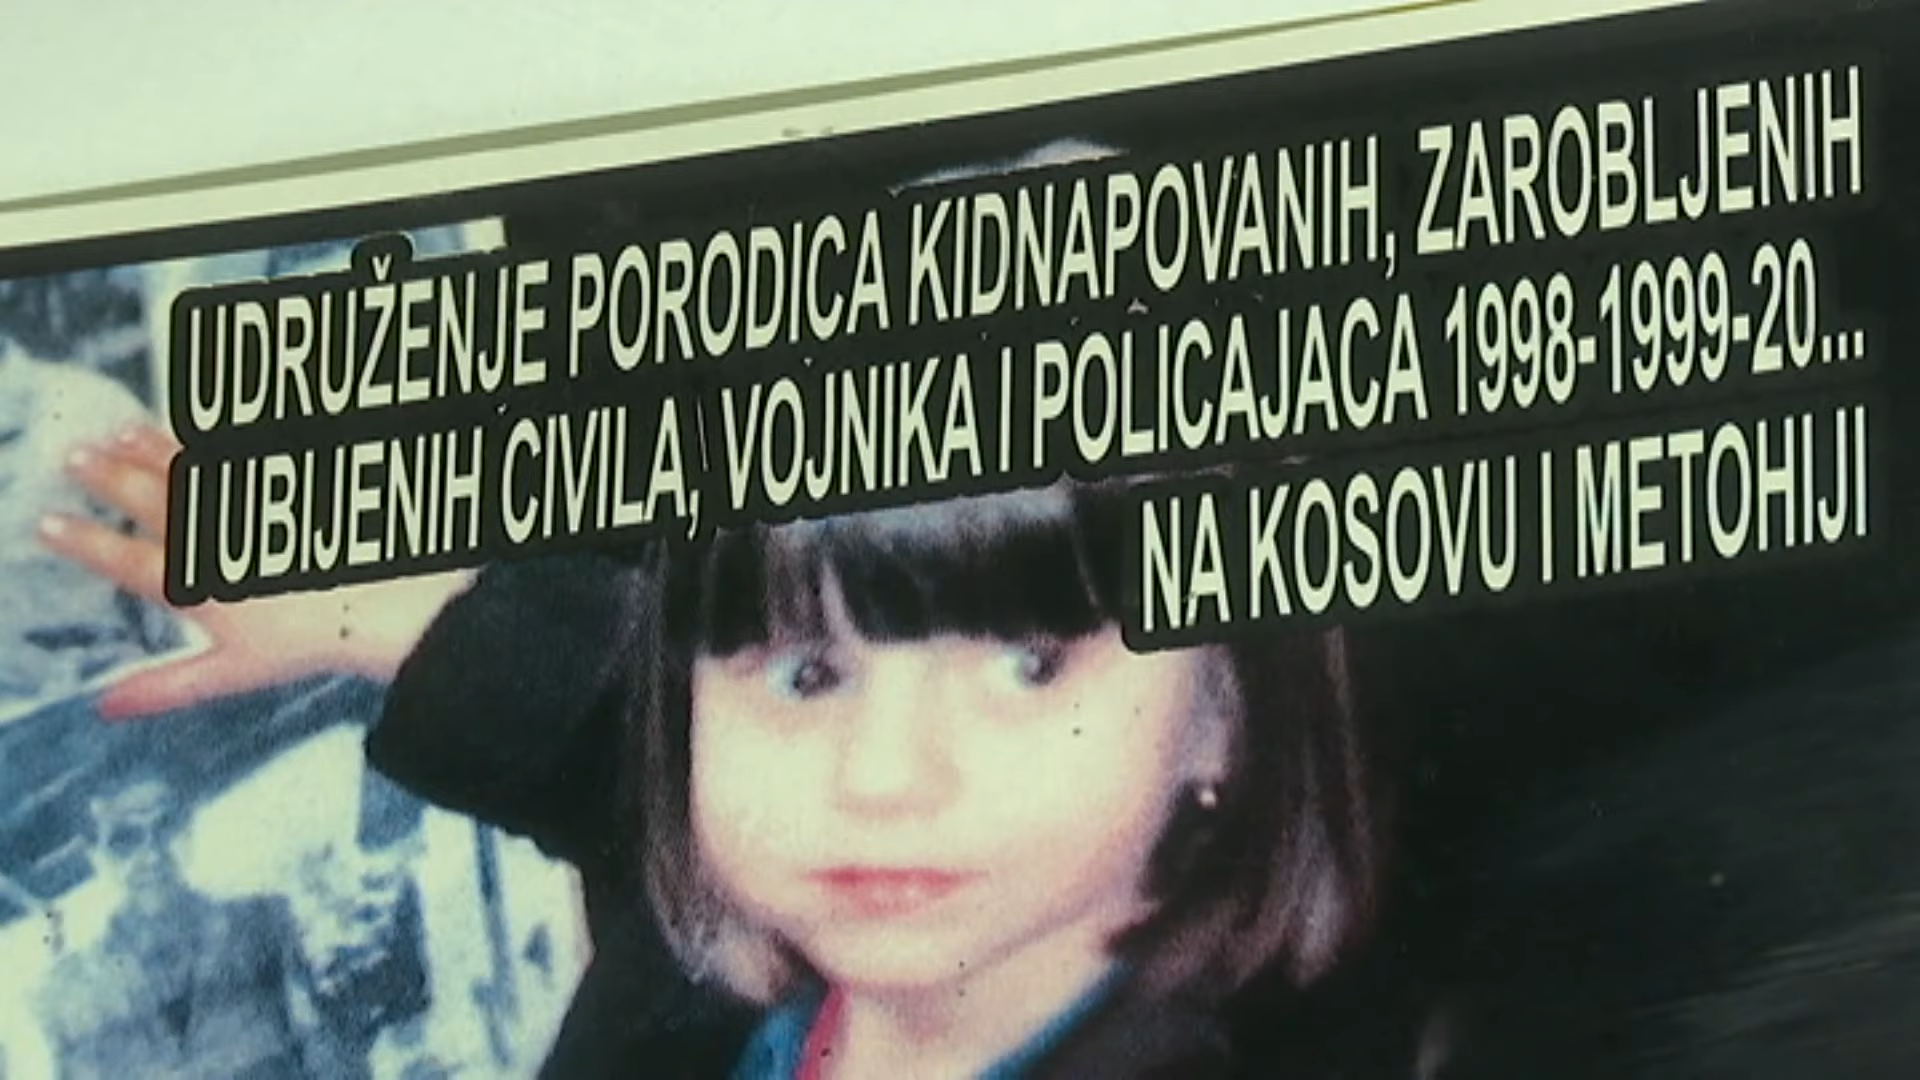 UDRUŽENJE PORODICA KIDNAPOVANIH, ZAROBLJENIH
I UBIJENIH CIVILA, VOJNIKA I POLICAJACA 1998-1999-20...
NA KOSOVU I METOHIJI